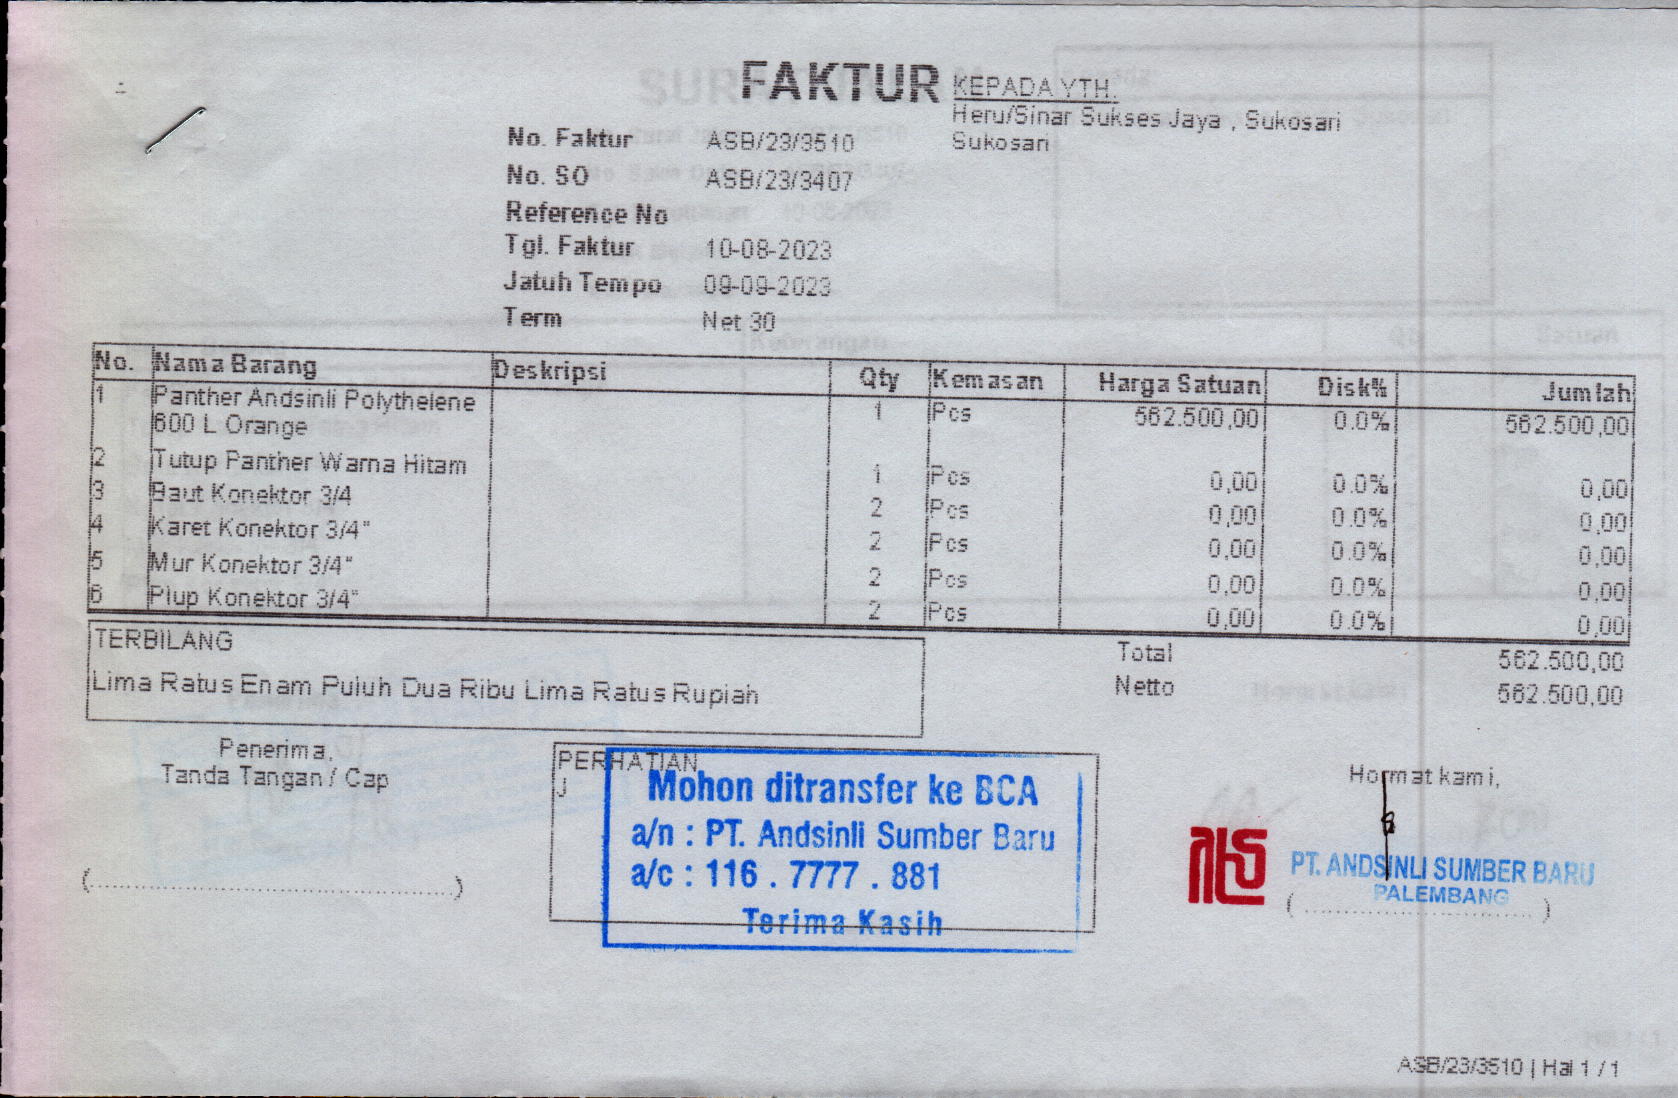 FAKTUR
KEPADA YTH.
Heru/Sinar Sukses Jaya , Sukosari
Sukosari
No. Faktur ASB/23/3510
No. SO ASB/23/3407
Reference No
Tgl. Faktur 10-08-2023
Jatuh Tempo 09-09-2023
Term Net 30
No. Nama Barang Deskripsi Qty Kemasan Harga Satuan Disk% Jumlah
1 Panther Andsinli Polythelene 1 Pcs 562.500,00 0.0% 562.500,00
600 L Orange
2 Tutup Panther Warna Hitam 1 Pcs 0,00 0.0% 0,00
3 Baut Konektor 3/4 2 Pcs 0,00 0.0% 0,00
4 Karet Konektor 3/4" 2 Pcs 0,00 0.0% 0,00
5 Mur Konektor 3/4" 2 Pcs 0,00 0.0% 0,00
6 Plup Konektor 3/4" 2 Pcs 0,00 0.0% 0,00
TERBILANG
Lima Ratus Enam Puluh Dua Ribu Lima Ratus Rupiah
Total 562.500,00
Netto 562.500,00
Penerima,
Tanda Tangan / Cap
(..........................................................)
PERHATIAN
J
Mohon ditransfer ke BCA
a/n : PT. Andsinli Sumber Baru
a/c : 116 . 7777 . 881
Terima Kasih
Hormat kami,
PT. ANDSINLI SUMBER BARU
PALEMBANG
(......................................)
ASB/23/3510 | Hal 1 / 1